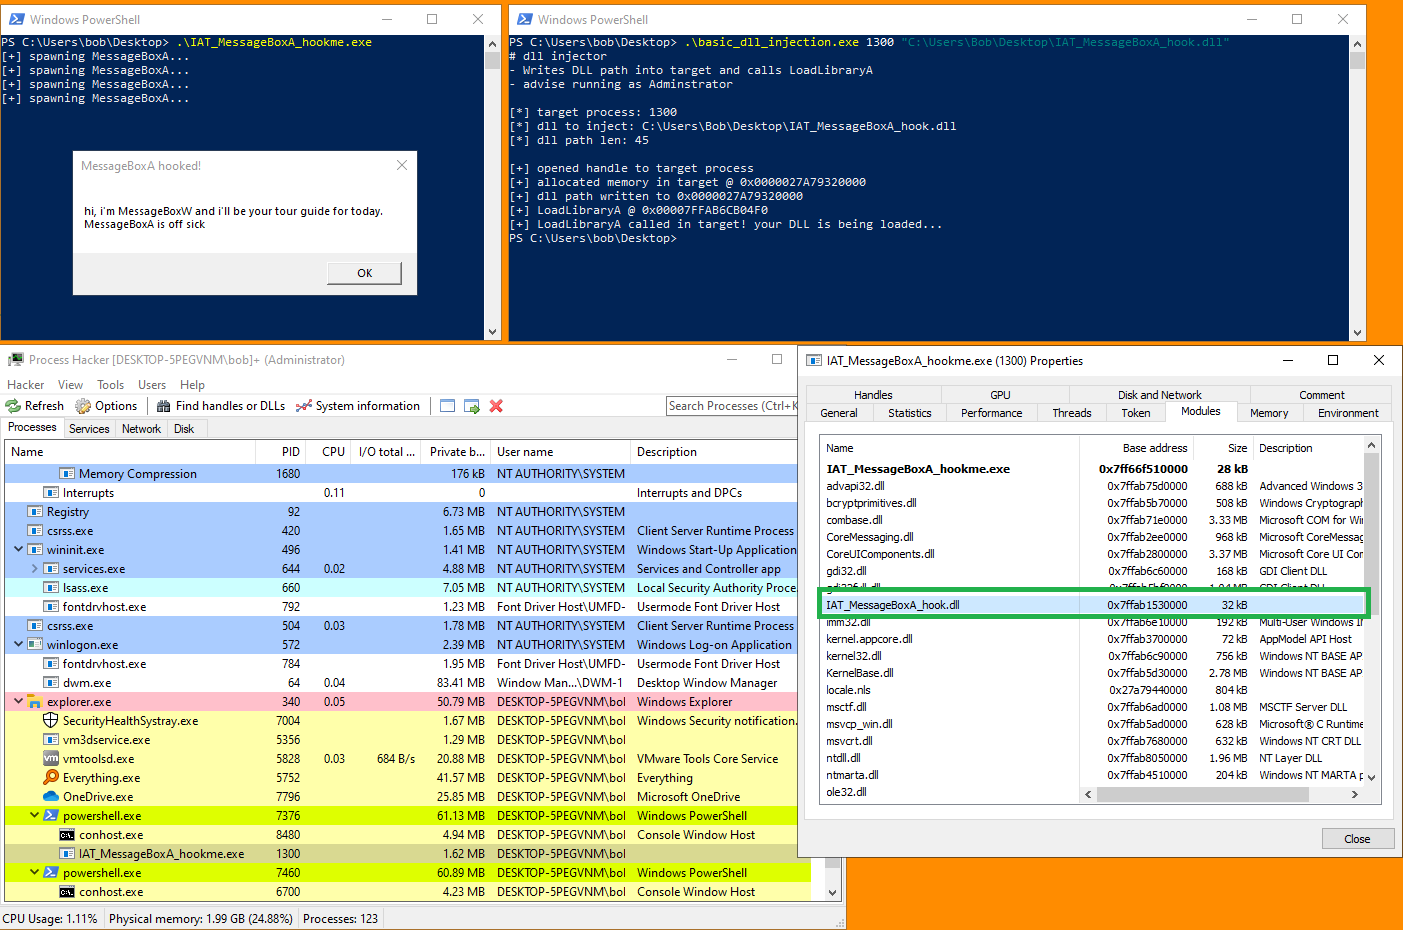 Windows PowerShell
PS C:\Users\bob\Desktop> .\IAT_MessageBoxA_hookme.exe
[+] spawning MessageBoxA...
[+] spawning MessageBoxA...
[+] spawning MessageBoxA...
[+] spawning MessageBoxA...
MessageBoxA hooked!
hi, i'm MessageBoxW and i'll be your tour guide for today.
MessageBoxA is off sick
OK
Windows PowerShell
PS C:\Users\bob\Desktop> .\basic_dll_injection.exe 1300 "C:\Users\Bob\Desktop\IAT_MessageBoxA_hook.dll"
# dll injector
- Writes DLL path into target and calls LoadLibraryA
- advise running as Adminstrator
[*] target process: 1300
[*] dll to inject: C:\Users\Bob\Desktop\IAT_MessageBoxA_hook.dll
[*] dll path len: 45
[+] opened handle to target process
[+] allocated memory in target @ 0x0000027A79320000
[+] dll path written to 0x0000027A79320000
[+] LoadLibraryA @ 0x00007FFAB6CB04F0
[+] LoadLibraryA called in target! your DLL is being loaded...
PS C:\Users\bob\Desktop>
Process Hacker [DESKTOP-5PEGVNM\bob]+ (Administrator)
Hacker View Tools Users Help
Refresh Options Find handles or DLLs System information Search Processes (Ctrl+K
Processes Services Network Disk
Name PID CPU I/O total ... Private b... User name Description
Memory Compression 1680 176 kB NT AUTHORITY\SYSTEM
Interrupts 0.11 0 Interrupts and DPCs
Registry 92 6.73 MB NT AUTHORITY\SYSTEM
csrss.exe 420 1.65 MB NT AUTHORITY\SYSTEM Client Server Runtime Process
wininit.exe 496 1.41 MB NT AUTHORITY\SYSTEM Windows Start-Up Application
services.exe 644 0.02 4.88 MB NT AUTHORITY\SYSTEM Services and Controller app
lsass.exe 660 7.05 MB NT AUTHORITY\SYSTEM Local Security Authority Proce...
fontdrvhost.exe 792 1.23 MB Font Driver Host\UMFD- Usermode Font Driver Host
csrss.exe 504 0.03 1.78 MB NT AUTHORITY\SYSTEM Client Server Runtime Process
winlogon.exe 572 2.39 MB NT AUTHORITY\SYSTEM Windows Log-on Application
fontdrvhost.exe 784 1.95 MB Font Driver Host\UMFD- Usermode Font Driver Host
dwm.exe 64 0.04 83.41 MB Window Man...\DWM-1 Desktop Window Manager
explorer.exe 340 0.05 50.79 MB DESKTOP-5PEGVNM\bol Windows Explorer
SecurityHealthSystray.exe 7004 1.67 MB DESKTOP-5PEGVNM\bol Windows Security notification.
vm3dservice.exe 5356 1.29 MB DESKTOP-5PEGVNM\bol
vm vmtoolsd.exe 5828 0.03 684 B/s 20.88 MB DESKTOP-5PEGVNM\bol VMware Tools Core Service
Everything.exe 5752 41.57 MB DESKTOP-5PEGVNM\bol Everything
OneDrive.exe 7796 25.85 MB DESKTOP-5PEGVNM\bol Microsoft OneDrive
powershell.exe 7376 61.13 MB DESKTOP-5PEGVNM\bol Windows PowerShell
conhost.exe 8480 4.94 MB DESKTOP-5PEGVNM\bol Console Window Host
IAT_MessageBoxA_hookme.exe 1300 1.62 MB DESKTOP-5PEGVNM\bol
powershell.exe 7460 60.89 MB DESKTOP-5PEGVNM\bol Windows PowerShell
conhost.exe 6700 4.23 MB DESKTOP-5PEGVNM\bol Console Window Host
CPU Usage: 1.11% Physical memory: 1.99 GB (24.88%) Processes: 123
IAT_MessageBoxA_hookme.exe (1300) Properties
Handles GPU Disk and Network Comment
General Statistics Performance Threads Token Modules Memory Environment
Name Base address Size Description
IAT_MessageBoxA_hookme.exe 0x7ff66f510000 28 kB
advapi32.dll 0x7ffab75d0000 688 kB Advanced Windows 3
bcryptprimitives.dll 0x7ffab5b70000 508 kB Windows Cryptograph
combase.dll 0x7ffab71e0000 3.33 MB Microsoft COM for Wi
CoreMessaging.dll 0x7ffab2ee0000 968 kB Microsoft CoreMessag
CoreUIComponents.dll 0x7ffab2800000 3.37 MB Microsoft Core UI Co
gdi32.dll 0x7ffab6c60000 168 kB GDI Client DLL
gdi32full.dll 0x7ffab5bf0000 1.04 MB GDI Client DLL
IAT_MessageBoxA_hook.dll 0x7ffab1530000 32 kB
imm32.dll 0x7ffab6e10000 192 kB Multi-User Windows I
kernel.appcore.dll 0x7ffab3700000 72 kB AppModel API Host
kernel32.dll 0x7ffab6c90000 756 kB Windows NT BASE AP
KernelBase.dll 0x7ffab5d30000 2.78 MB Windows NT BASE AP
locale.nls 0x27a79440000 804 kB
msctf.dll 0x7ffab6ad0000 1.08 MB MSCTF Server DLL
msvcp_win.dll 0x7ffab5ad0000 628 kB Microsoft® C Runtime
msvcrt.dll 0x7ffab7680000 632 kB Windows NT CRT DLL
ntdll.dll 0x7ffab8050000 1.96 MB NT Layer DLL
ntmarta.dll 0x7ffab4510000 204 kB Windows NT MARTA p
ole32.dll
Close